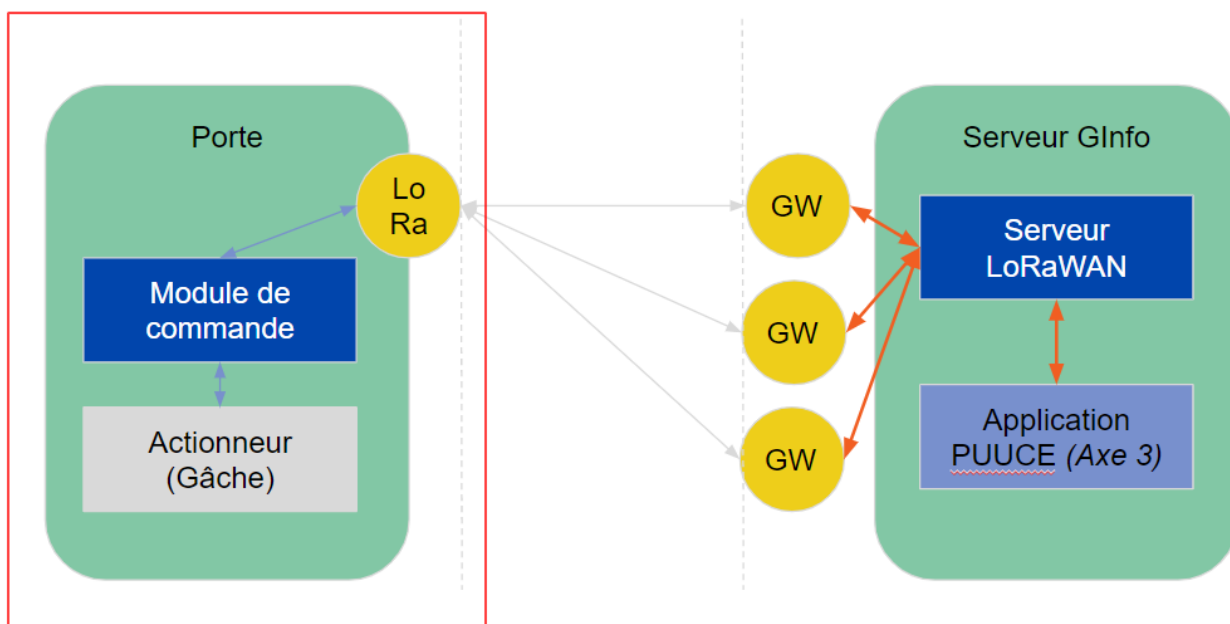 Porte
Lo
Ra
Module de
commande
Actionneur
(Gâche)
GW
GW
GW
Serveur GInfo
Serveur
LoRaWAN
Application
PUUCE (Axe 3)